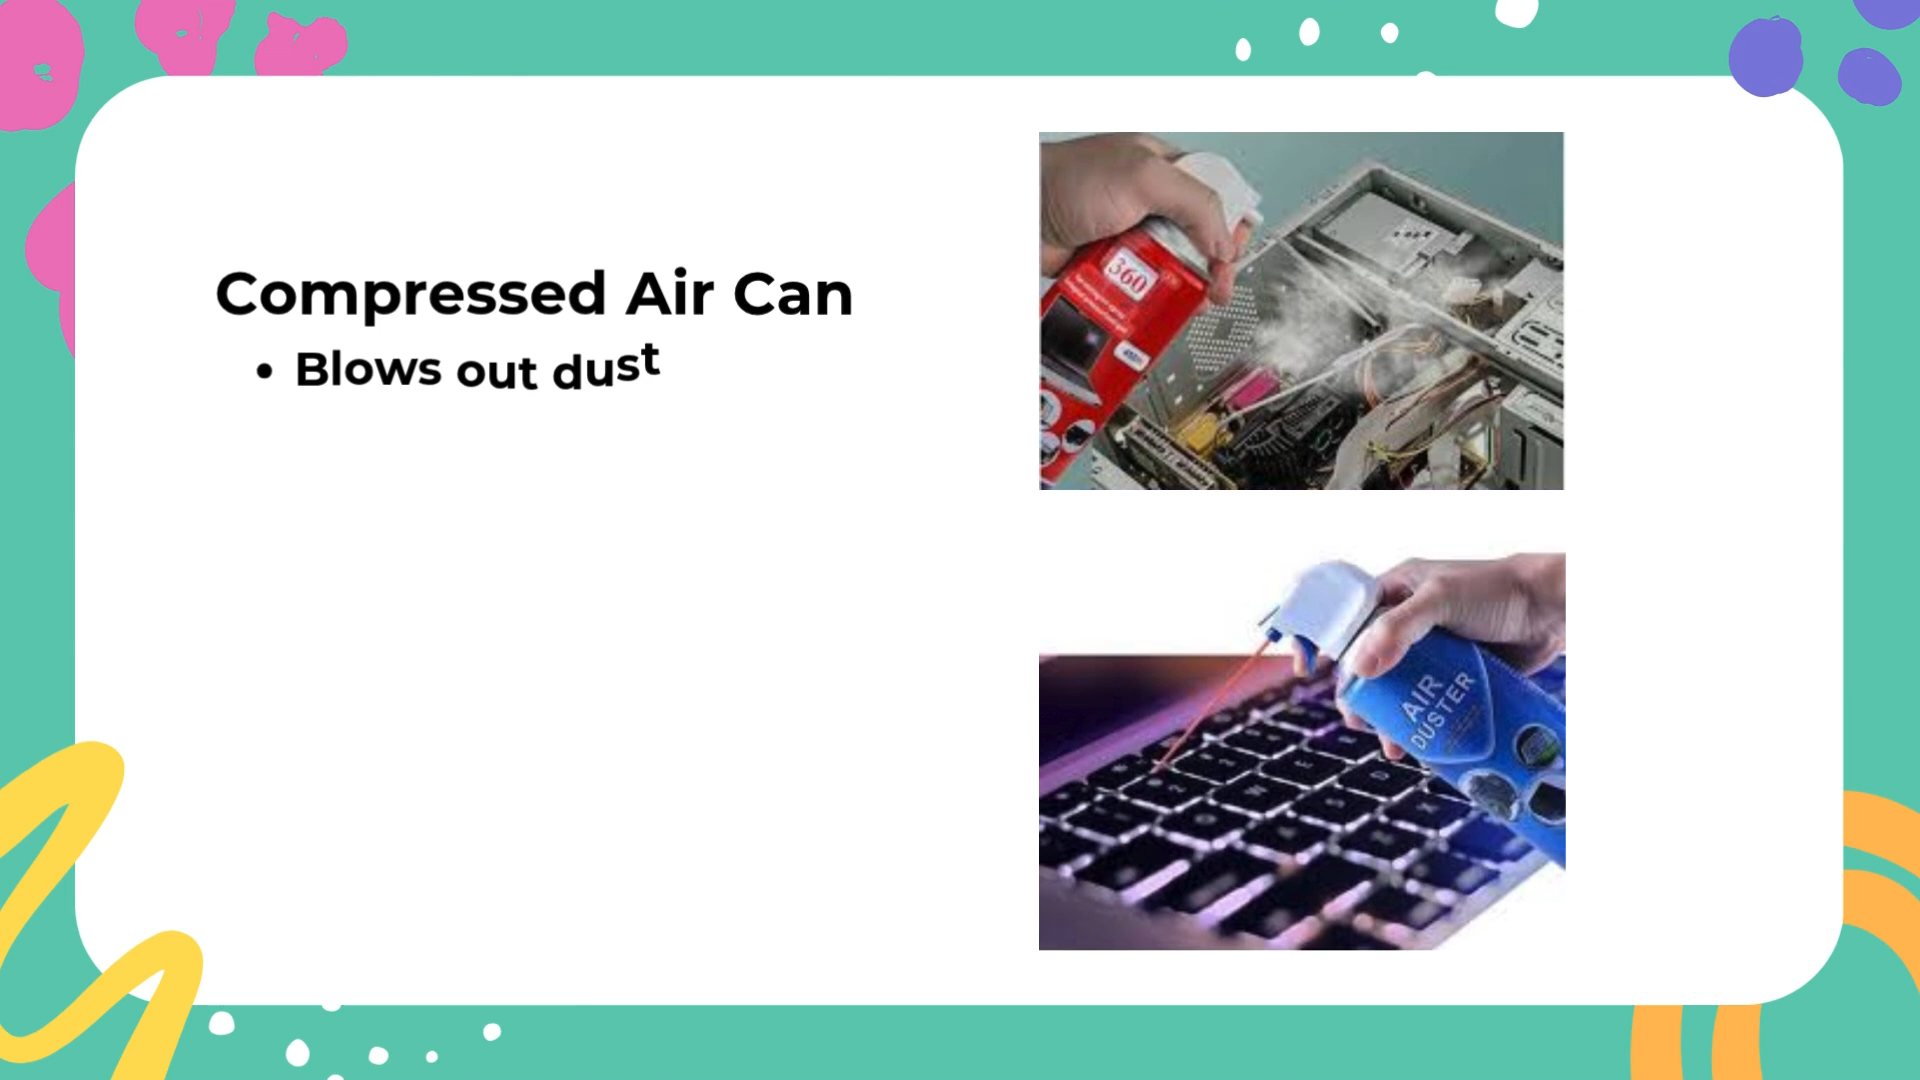 Compressed Air Can
• Blows out dust
360
AIR
DUSTER